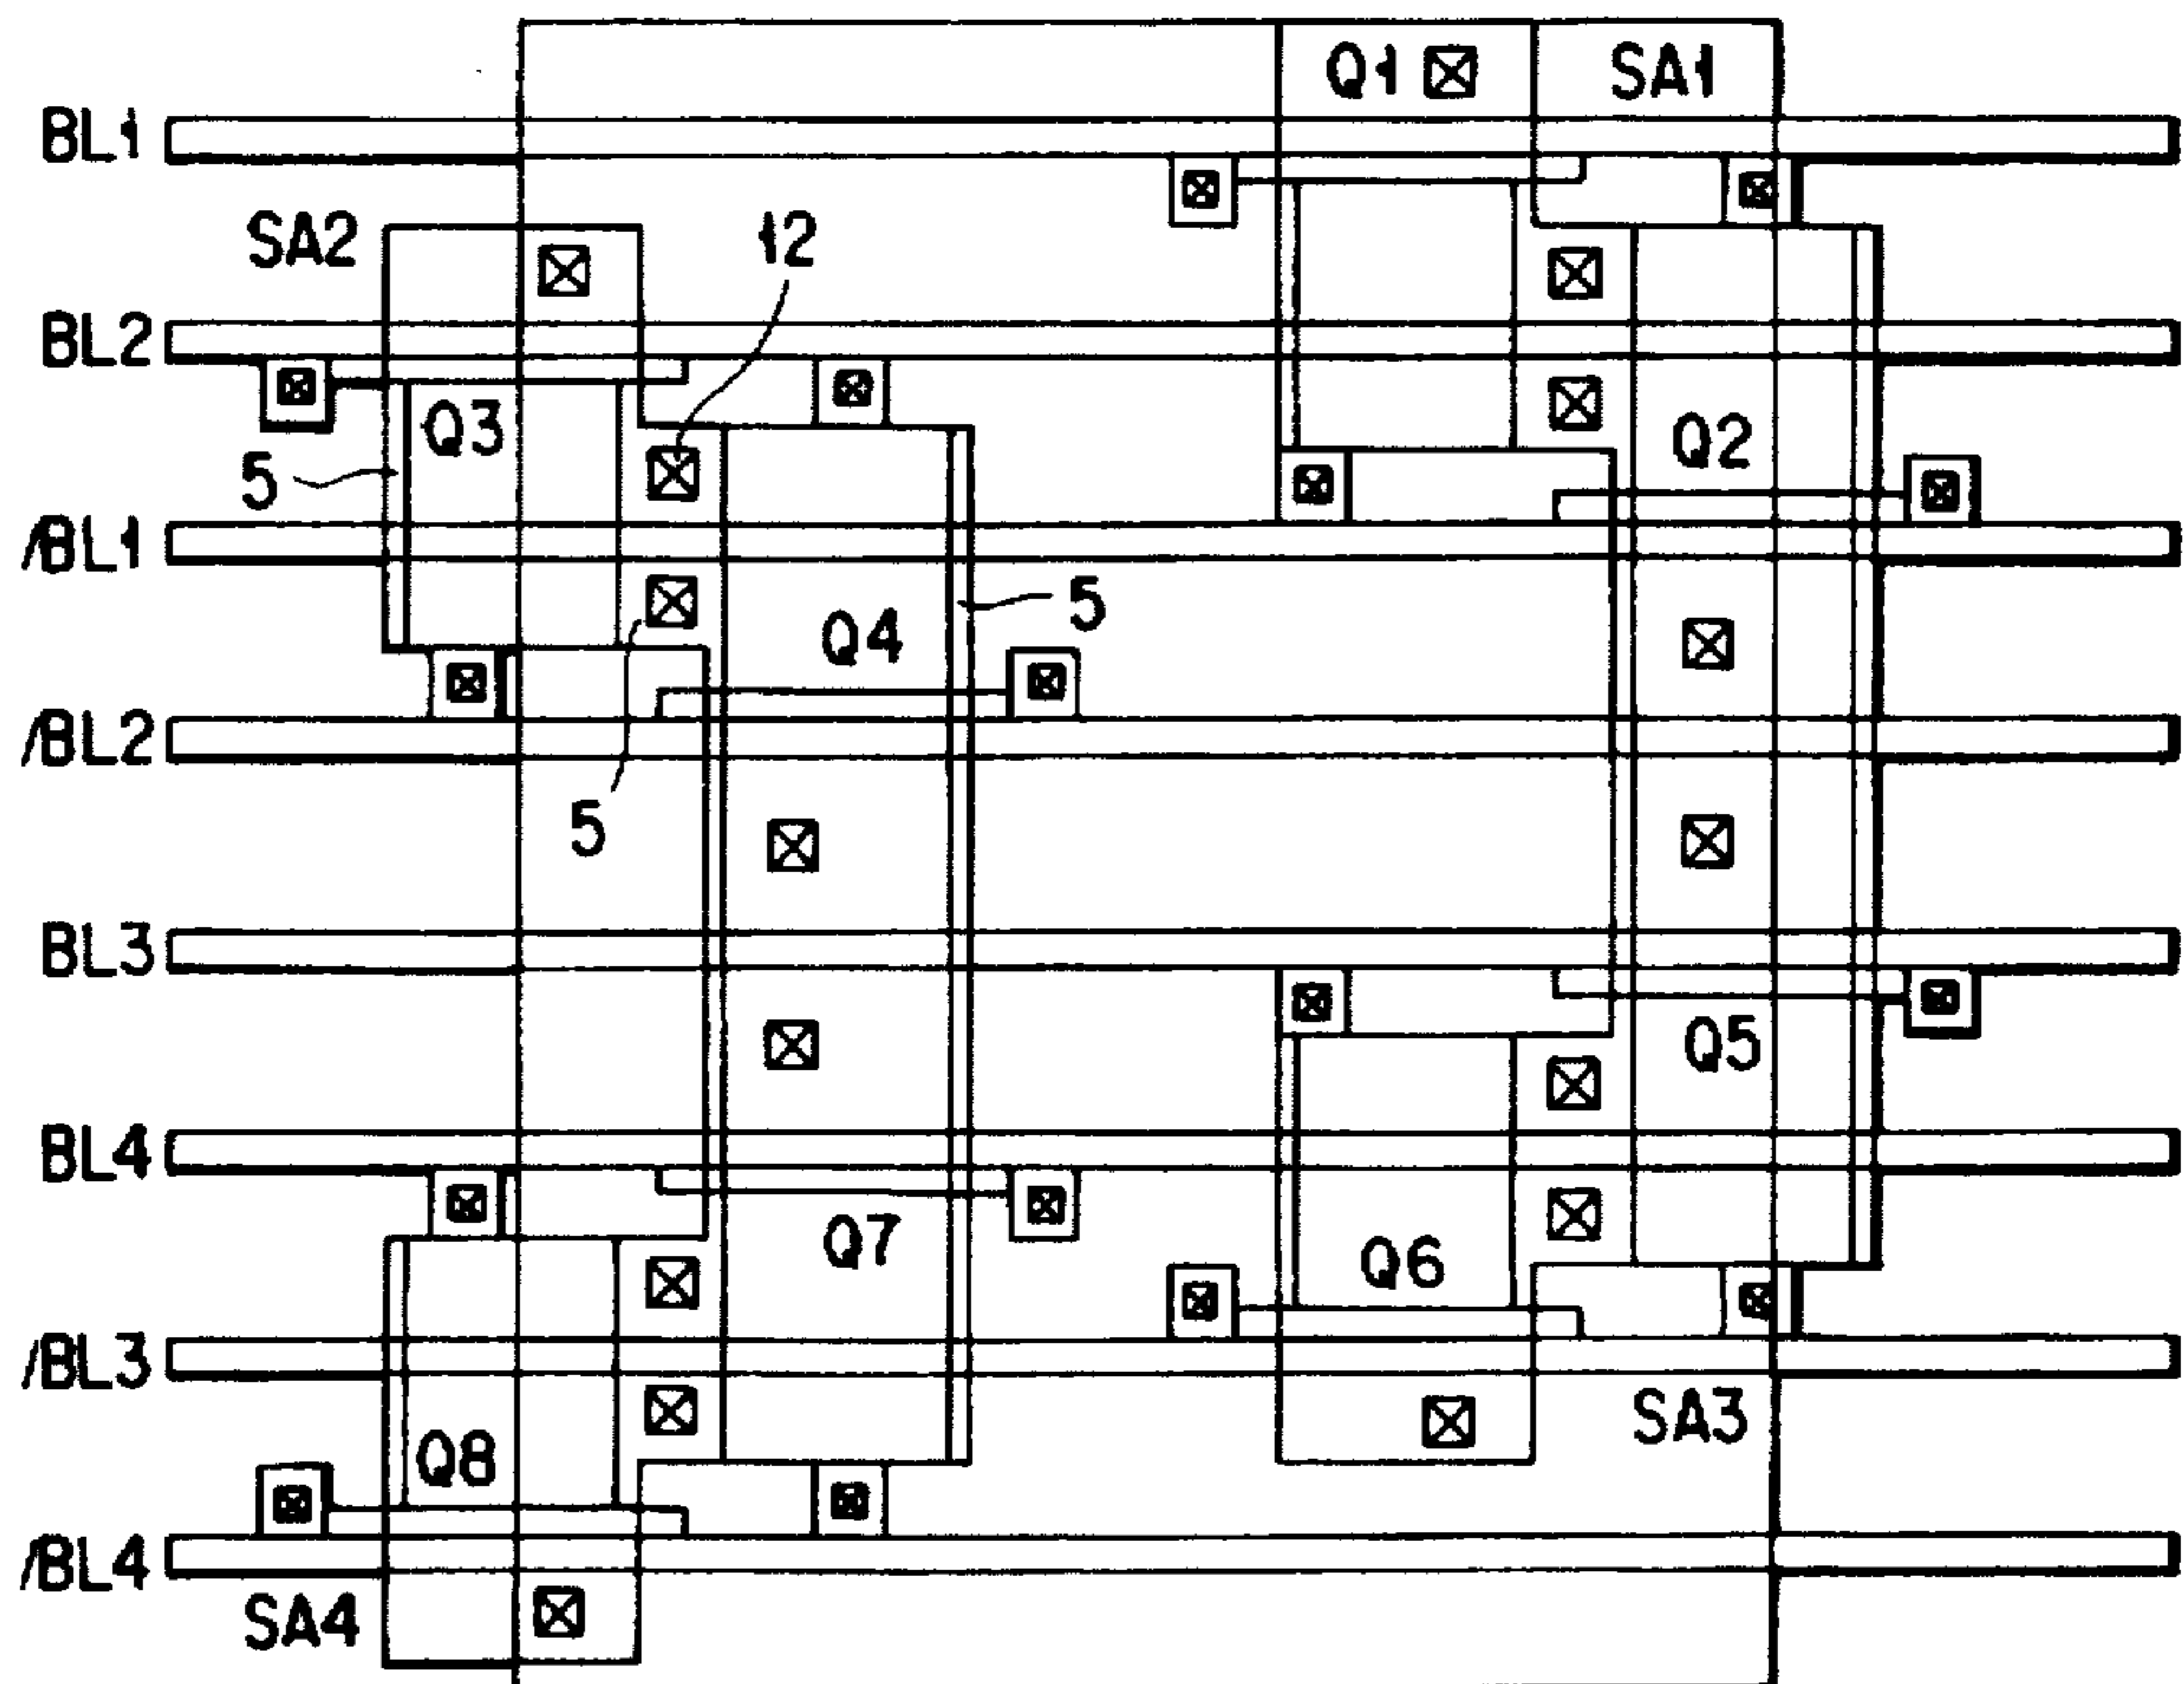 Q1 SA1
BL1
SA2 12
BL2
Q3 Q2
5
/BL1
5
Q4
/BL2
5
BL3
Q5
BL4
Q7 Q6
/BL3
SA3
Q8
/BL4
SA4